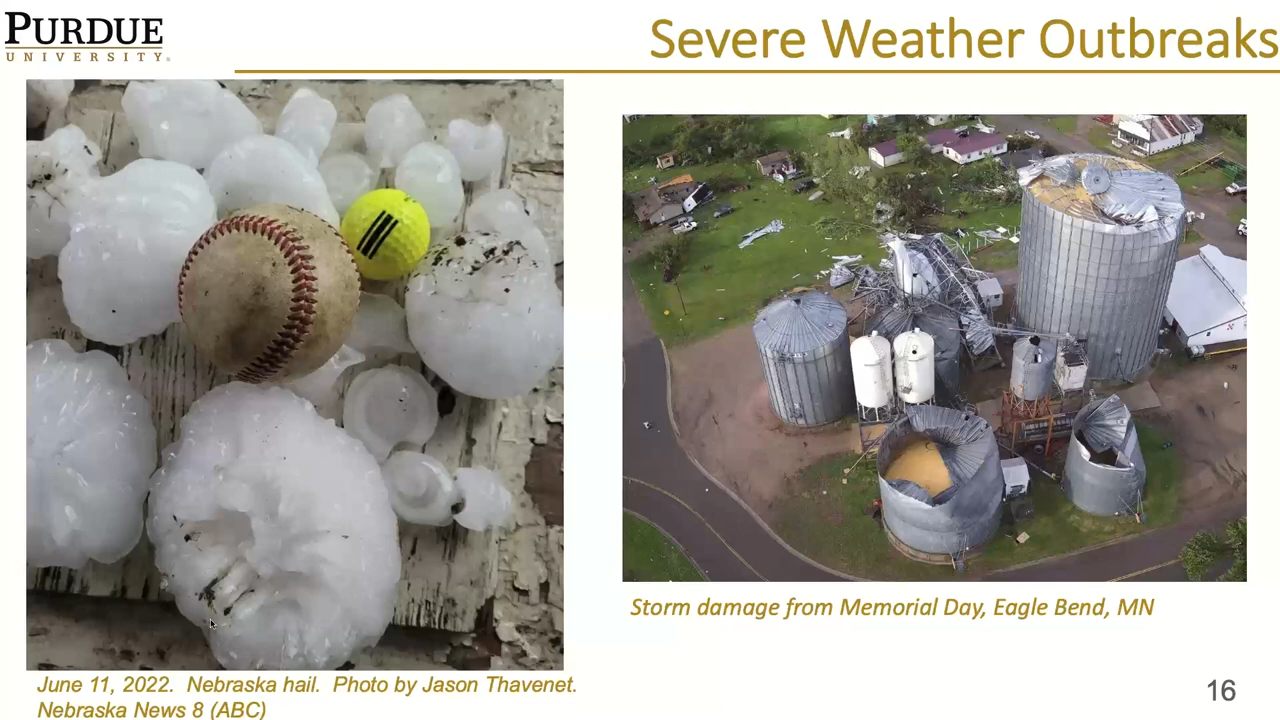 PURDUE
UNIVERSITY®
Severe Weather Outbreaks
Storm damage from Memorial Day, Eagle Bend, MN
June 11, 2022. Nebraska hail. Photo by Jason Thavenet.
Nebraska News 8 (ABC)
16